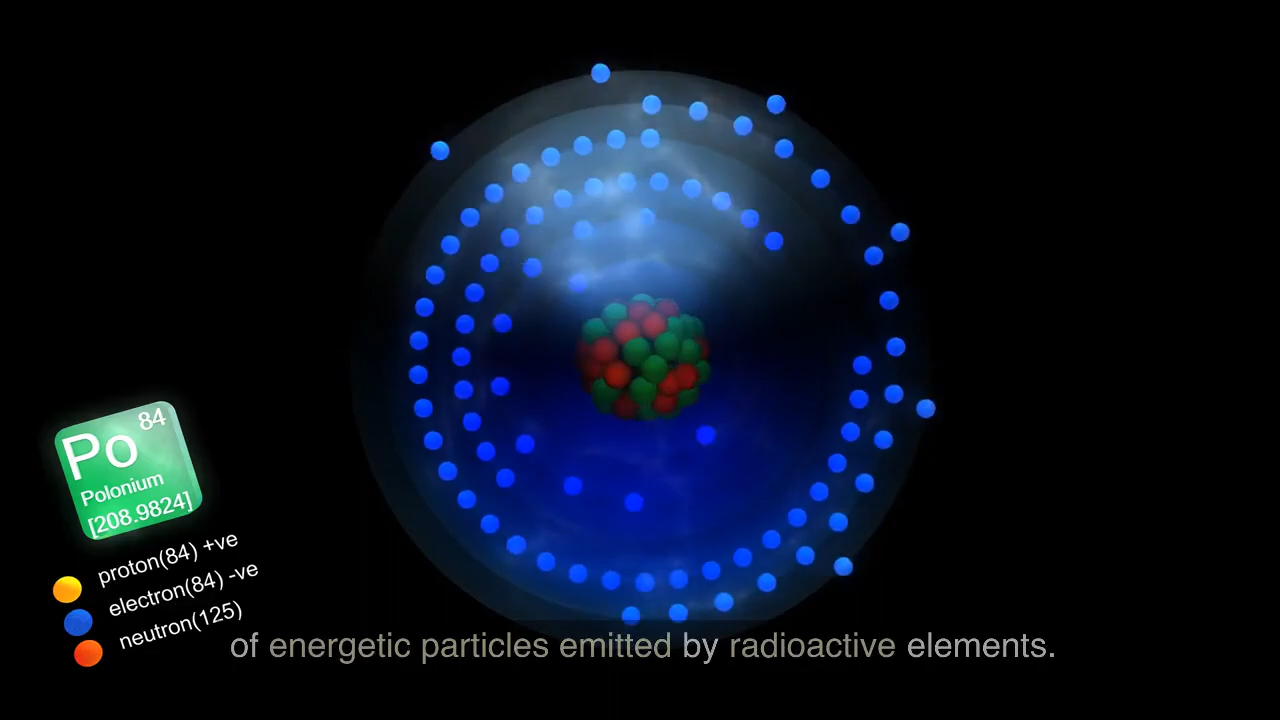 84
Po
Polonium
[208.9824]
proton(84) +ve
electron(84) -ve
neutron(125)
of energetic particles emitted by radioactive elements.